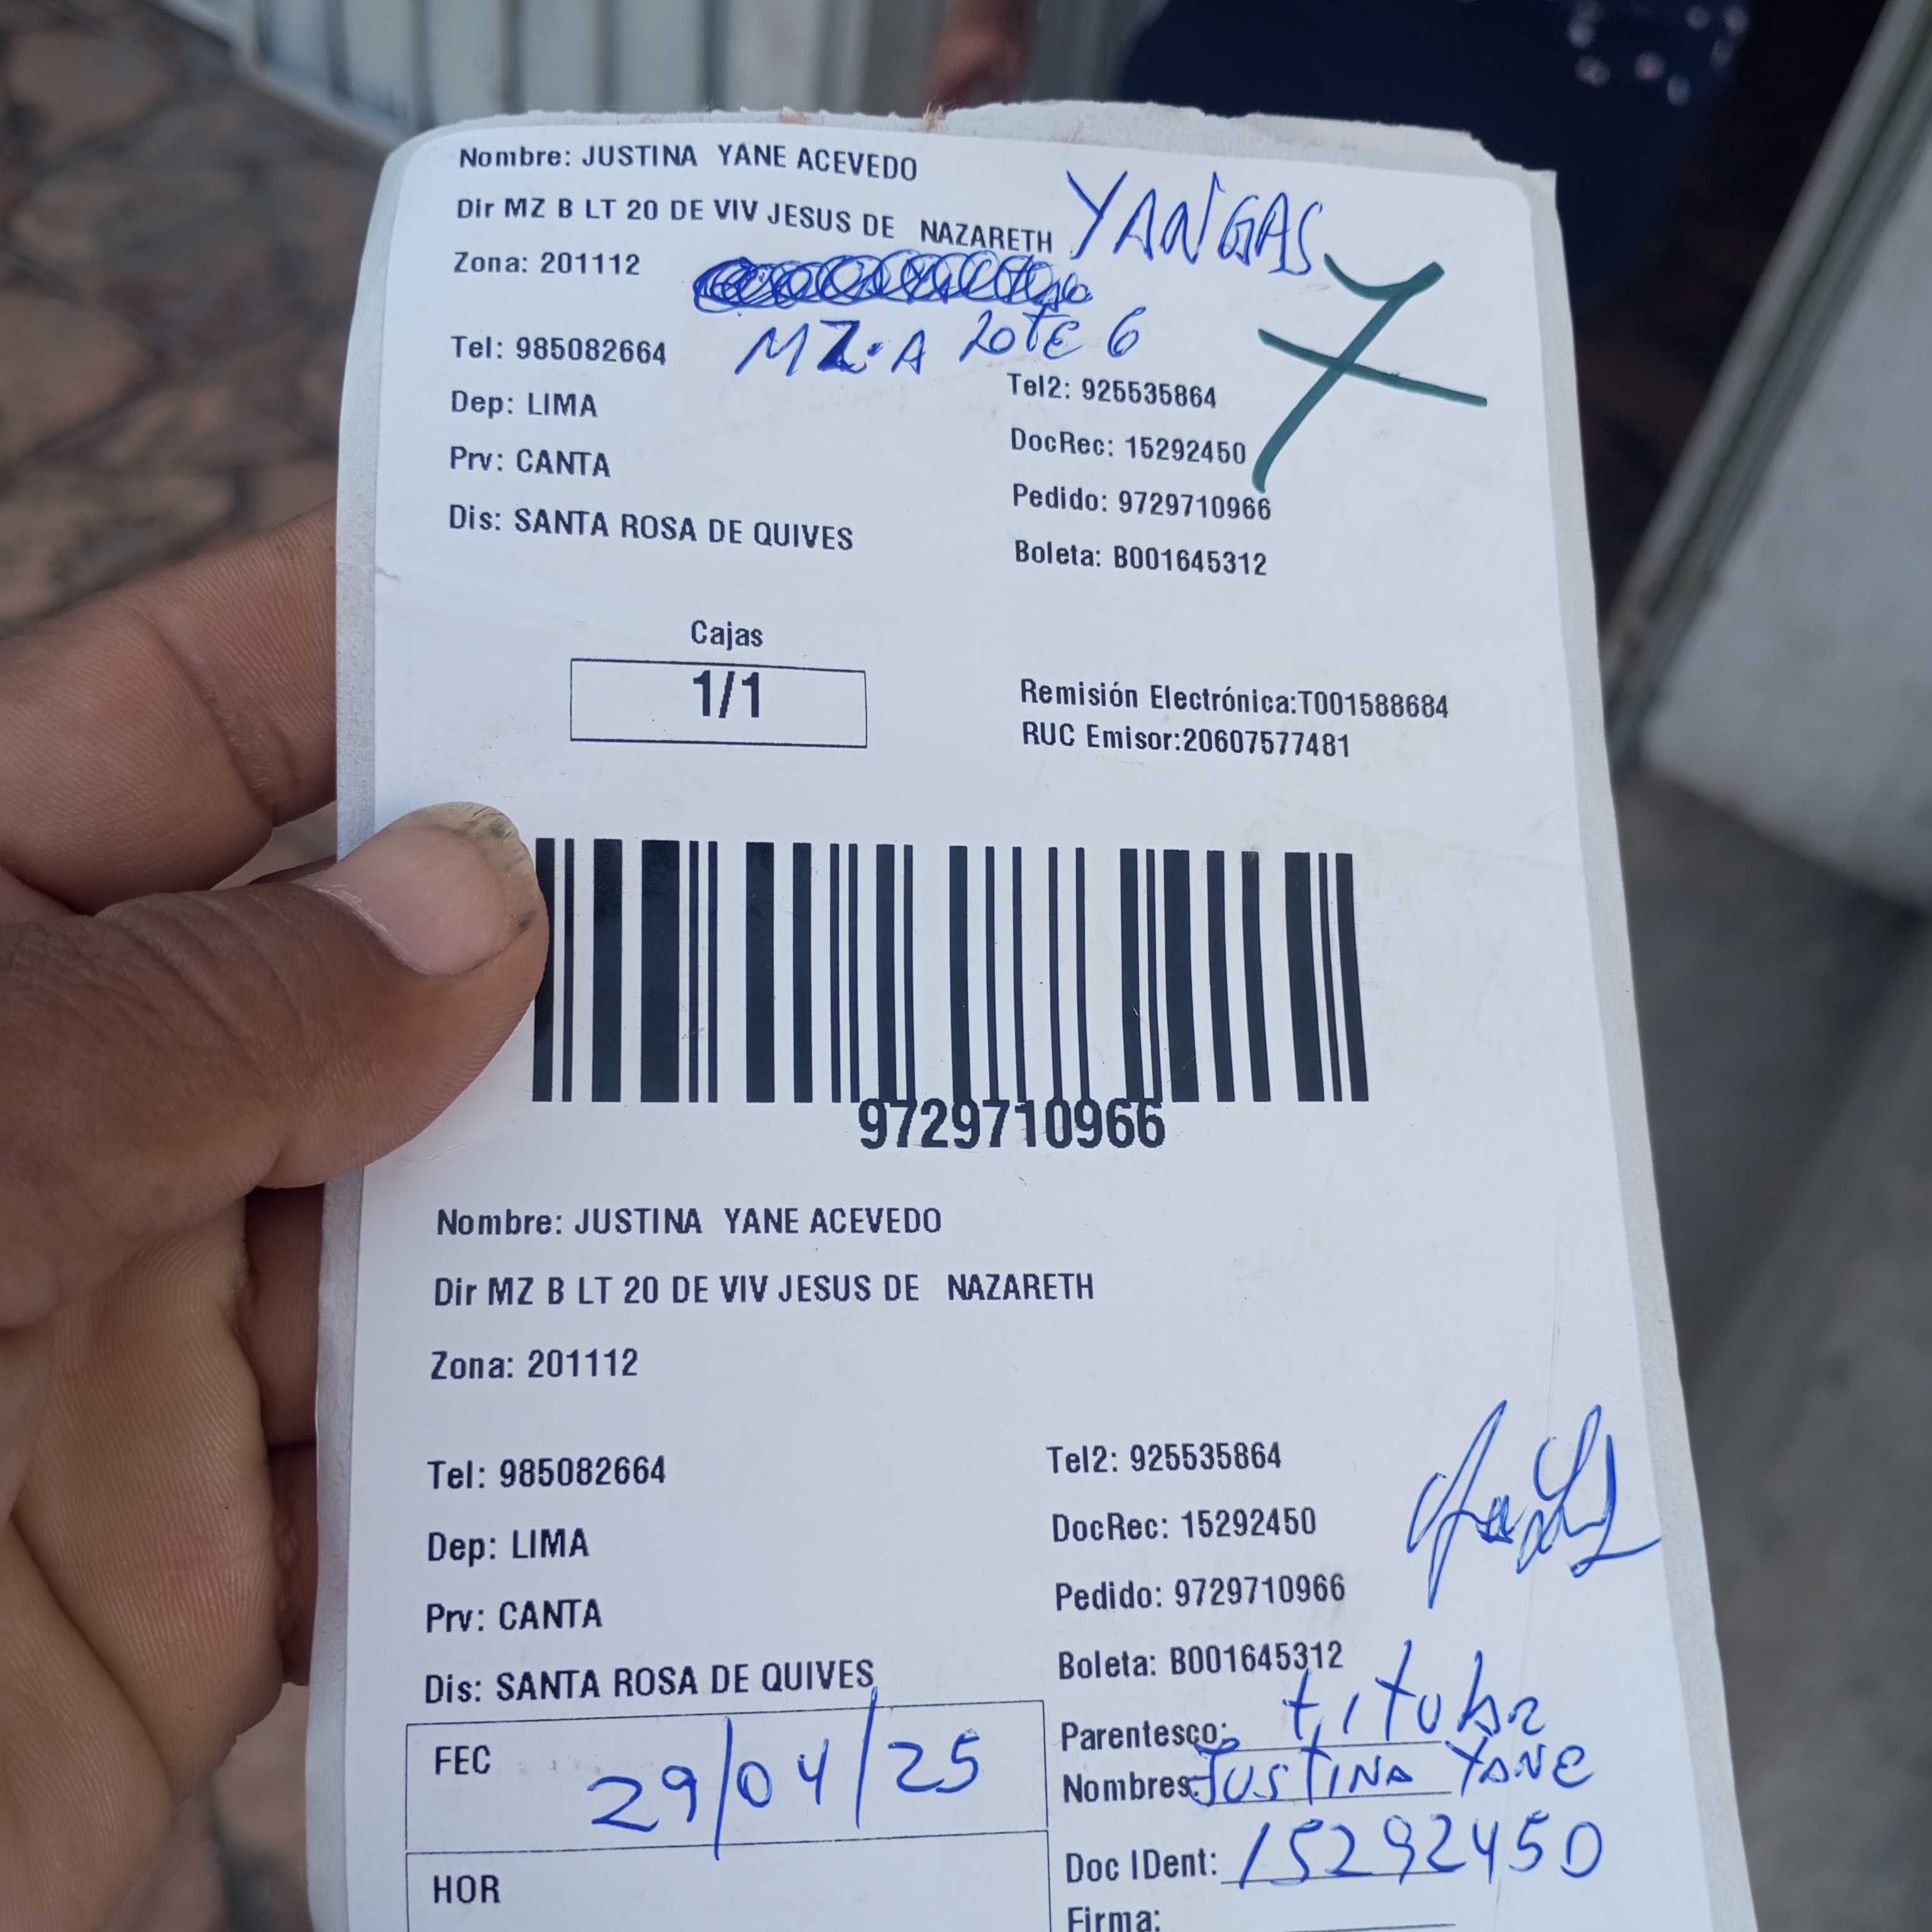 Nombre: JUSTINA YANE ACEVEDO
Dir MZ B LT 20 DE VIV JESUS DE NAZARETH YANGAS
Zona: 201112
7
MZ.A LOTE 6
Tel: 985082664
Tel2: 925535864
Dep: LIMA
DocRec: 15292450
Prv: CANTA
Pedido: 9729710966
Dis: SANTA ROSA DE QUIVES
Boleta: B001645312
Cajas
1/1
Remisión Electrónica:T001588684
RUC Emisor:20607577481
9729710966
Nombre: JUSTINA YANE ACEVEDO
Dir MZ B LT 20 DE VIV JESUS DE NAZARETH
Zona: 201112
Tel: 985082664
Tel2: 925535864
Dep: LIMA
DocRec: 15292450
Prv: CANTA
Pedido: 9729710966
Dis: SANTA ROSA DE QUIVES
Boleta: B001645312
FEC 29/04/25
Parentesco: titular
Nombres: JUSTINA YANE
HOR
Doc IDent: 15292450
Firma: